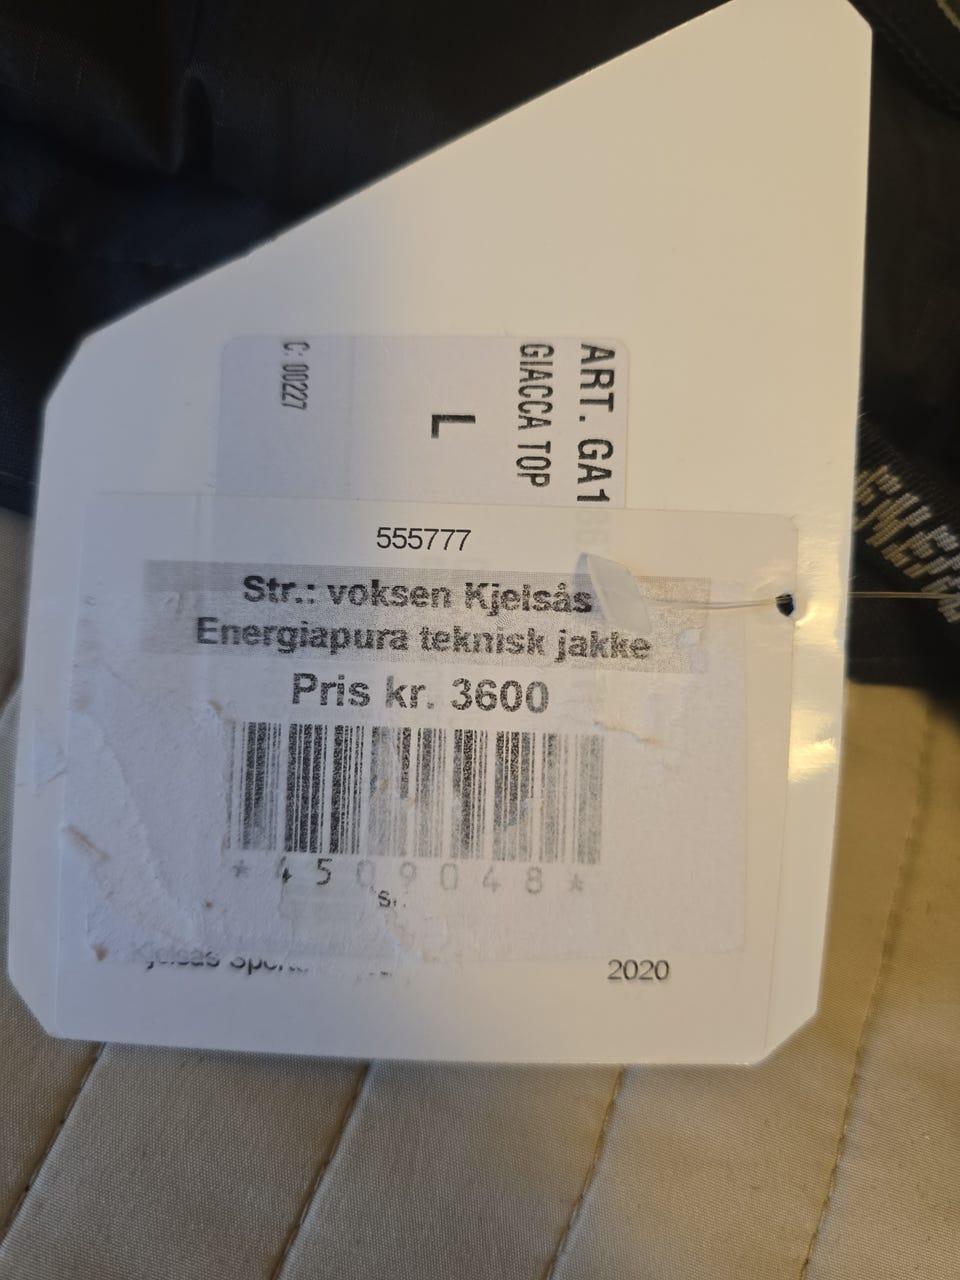 ART. GA1
GIACCA TOP
L
C: 00227
555777
Str.: voksen Kjelsås
Energiapura teknisk jakke
Pris kr. 3600
*4509048*
2020